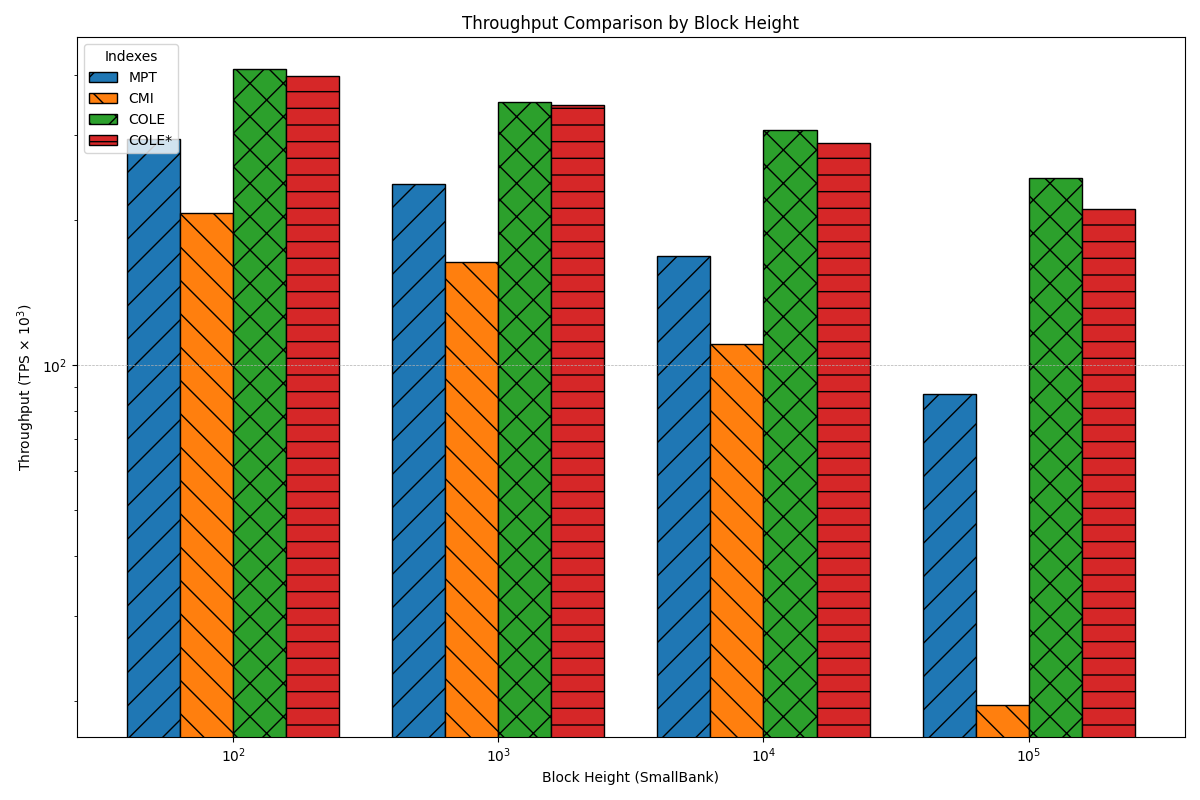 Throughput Comparison by Block Height
Indexes
MPT
CMI
COLE
COLE*
Throughput (TPS × 10³)
10²
10² 10³ 10⁴ 10⁵
Block Height (SmallBank)